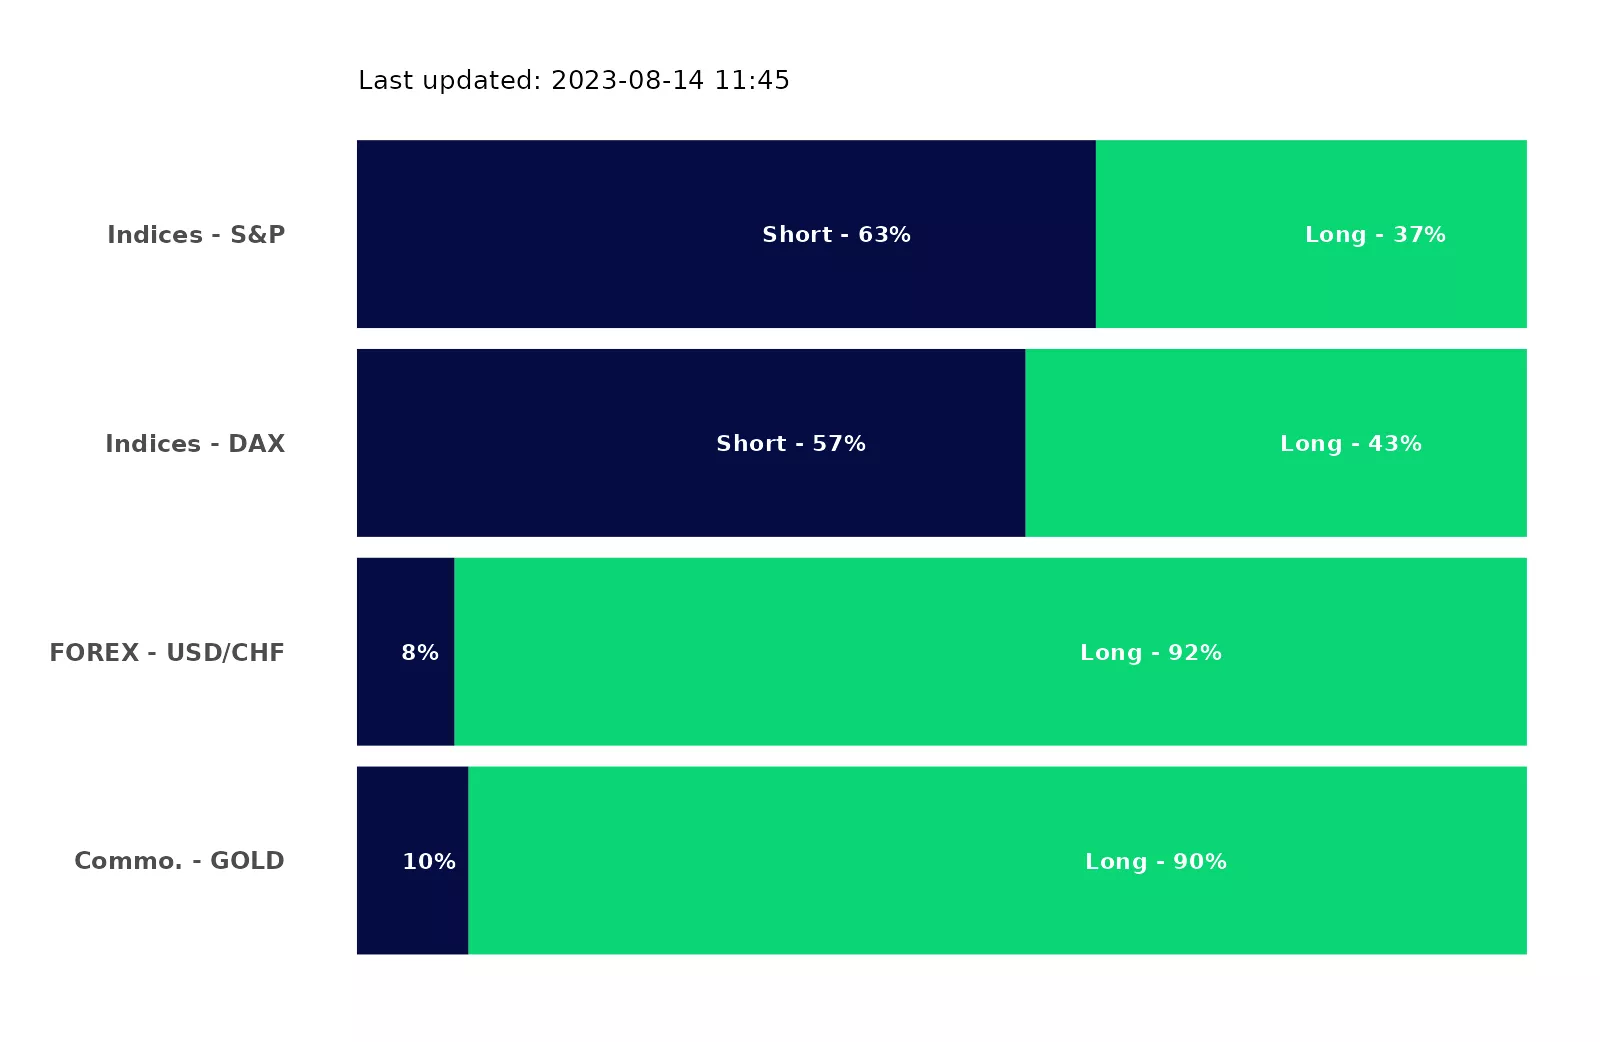 Last updated: 2023-08-14 11:45
Indices - S&P
Short - 63%
Long - 37%
Indices - DAX
Short - 57%
Long - 43%
FOREX - USD/CHF
8%
Long - 92%
Commo. - GOLD
10%
Long - 90%